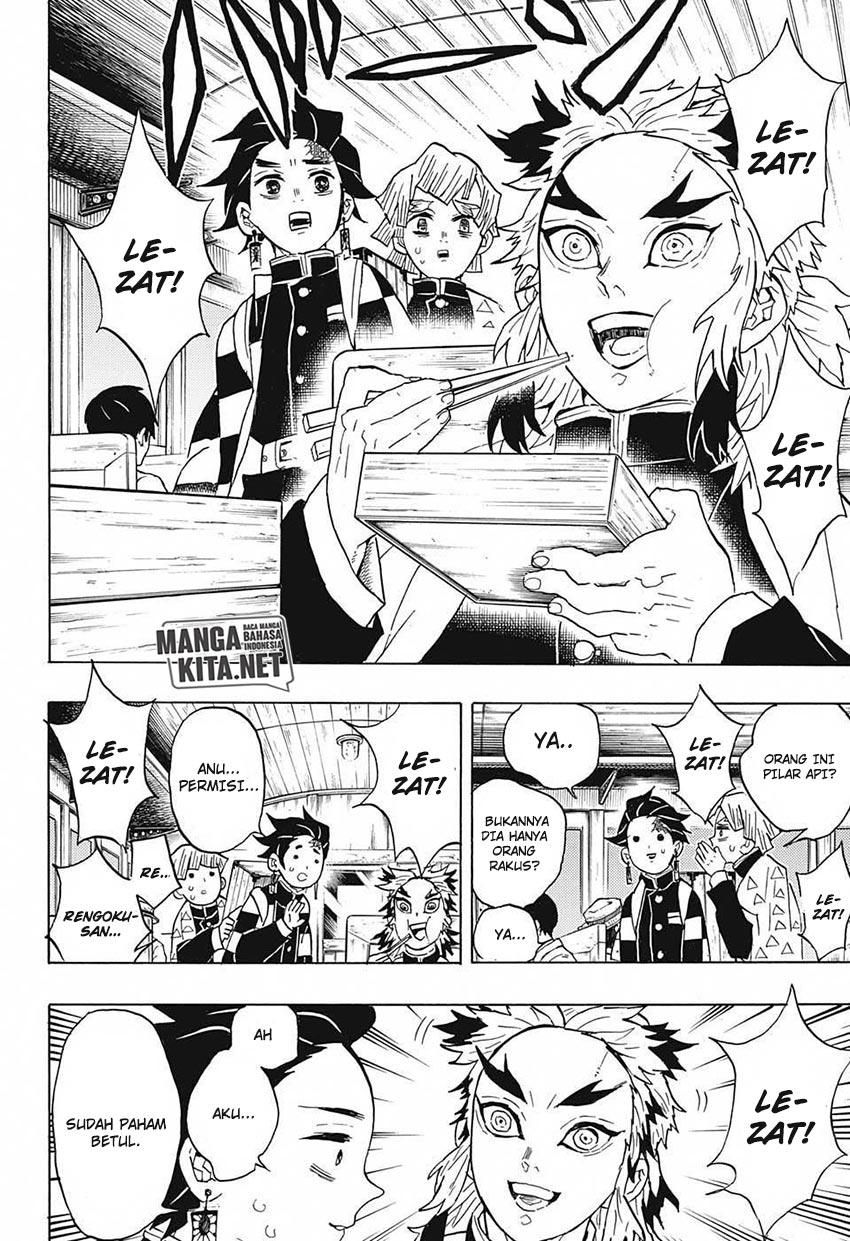 LE-
ZAT!
LE-
ZAT!
LE-
ZAT!
MANGA
KITA.NET
BACA MANGA
BAHASA
INDONESIA
ORANG INI
PILAR API?
LE-
ZAT!
YA..
BUKANNYA
DIA HANYA
ORANG
RAKUS?
YA...
LE-
ZAT!
LE-
ZAT!
ANU...
PERMISI...
LE-
ZAT!
RE...
RENGOKU-
SAN...
LE-
ZAT!
AH
AKU...
SUDAH PAHAM
BETUL.